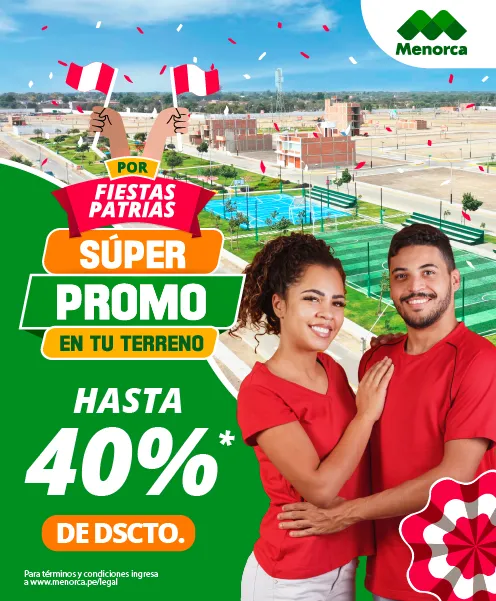 Menorca
POR
FIESTAS
PATRIAS
SÚPER
PROMO
EN TU TERRENO
HASTA
40%*
DE DSCTO.
Para términos y condiciones ingresa
a www.menorca.pe/legal